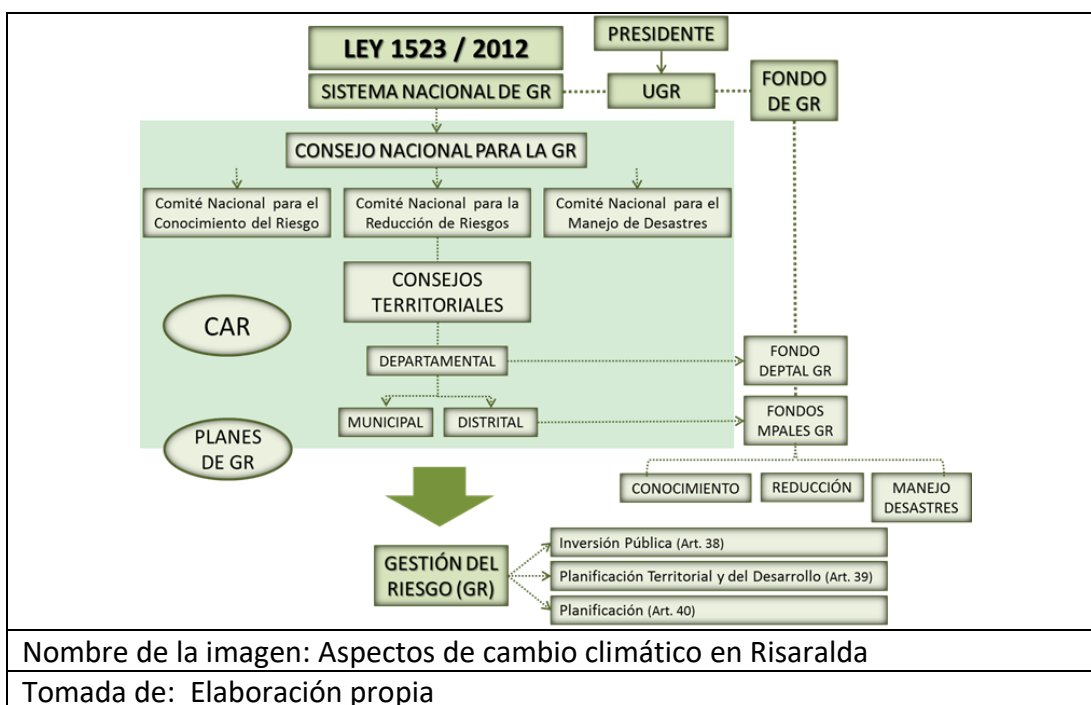 LEY 1523 / 2012
PRESIDENTE
SISTEMA NACIONAL DE GR
UGR
FONDO
DE GR
CONSEJO NACIONAL PARA LA GR
Comité Nacional para el
Conocimiento del Riesgo
Comité Nacional para la
Reducción de Riesgos
Comité Nacional para el
Manejo de Desastres
CONSEJOS
TERRITORIALES
CAR
DEPARTAMENTAL
FONDO
DEPTAL GR
MUNICIPAL
DISTRITAL
FONDOS
MPALES GR
PLANES
DE GR
CONOCIMIENTO
REDUCCIÓN
MANEJO
DESASTRES
GESTIÓN DEL
RIESGO (GR)
Inversión Pública (Art. 38)
Planificación Territorial y del Desarrollo (Art. 39)
Planificación (Art. 40)
Nombre de la imagen: Aspectos de cambio climático en Risaralda
Tomada de: Elaboración propia